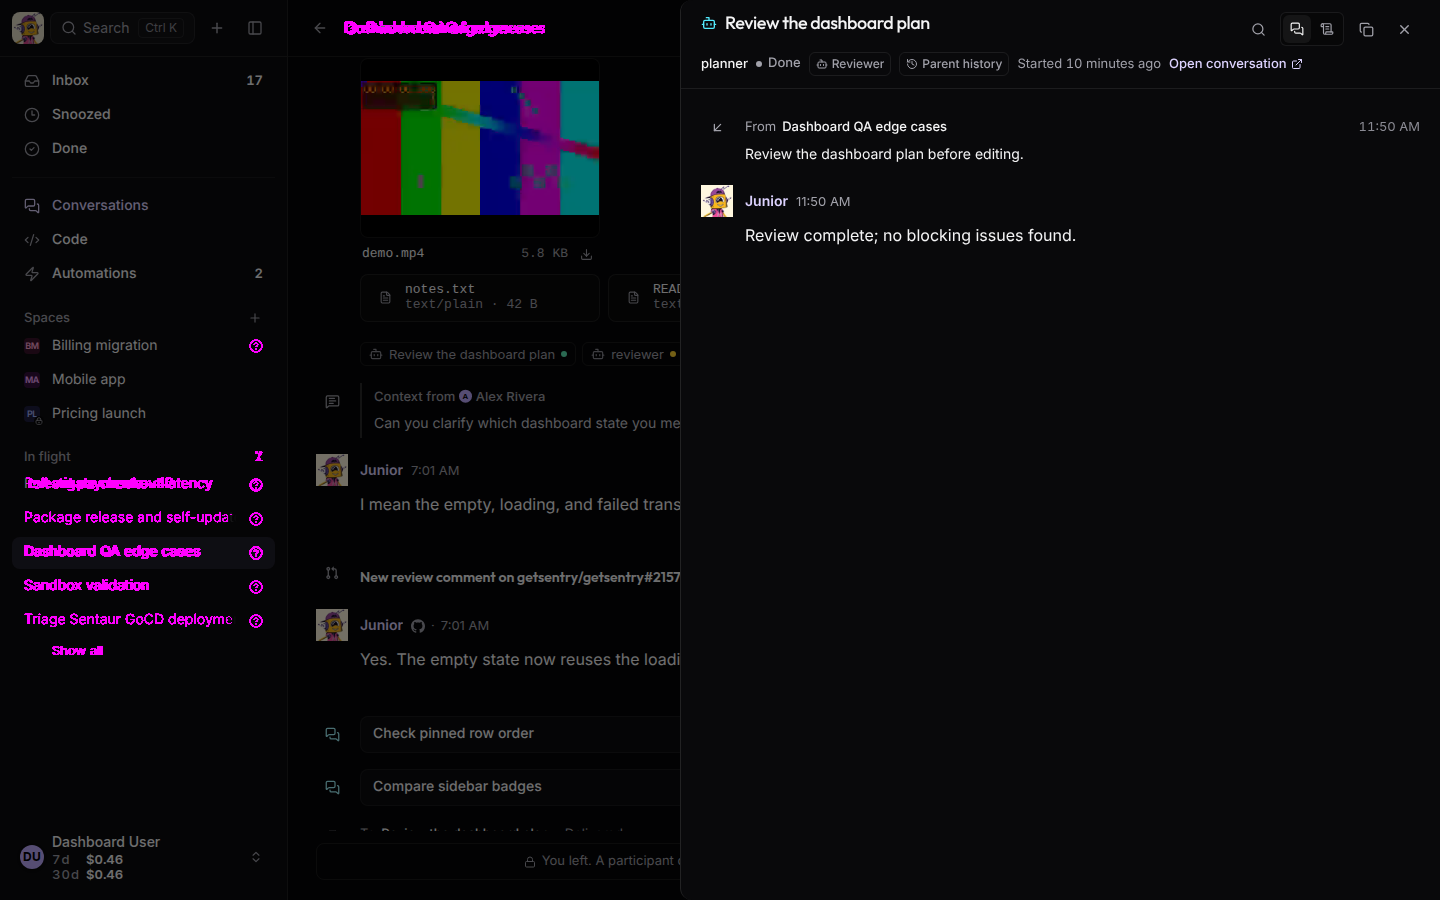 Search
Ctrl K
Inbox
17
Snoozed
Done
Conversations
Code
Automations
2
Spaces
BM
Billing migration
MA
Mobile app
PL
Pricing launch
In flight
Package release and self-updat
Dashboard QA edge cases
Sandbox validation
Triage Sentaur GoCD deployme
Show all
DU
Dashboard User
7d $0.46
30d $0.46
demo.mp4
5.8 KB
notes.txt
text/plain · 42 B
READ
text
Review the dashboard plan
reviewer
Context from A Alex Rivera
Can you clarify which dashboard state you me
Junior 7:01 AM
I mean the empty, loading, and failed trans
New review comment on getsentry/getsentry#2157
Junior · 7:01 AM
Yes. The empty state now reuses the loadi
Check pinned row order
Compare sidebar badges
You left. A participant
Review the dashboard plan
planner
Done
Reviewer
Parent history
Started 10 minutes ago
Open conversation
From Dashboard QA edge cases
11:50 AM
Review the dashboard plan before editing.
Junior 11:50 AM
Review complete; no blocking issues found.